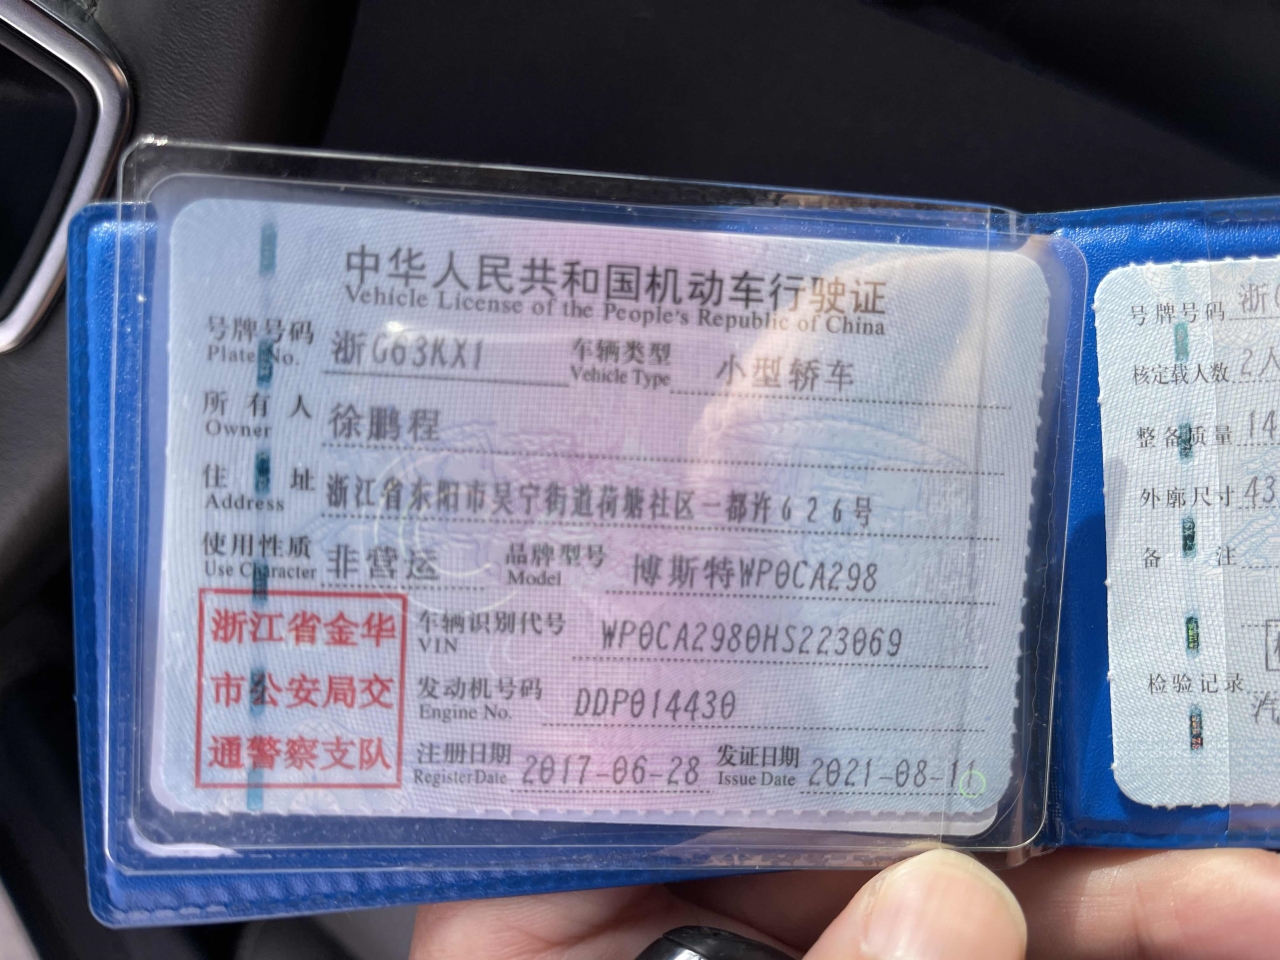 中华人民共和国机动车行驶证
Vehicle License of the People's Republic of China
号牌号码 浙G63KX1 车辆类型 小型轿车
Plate No. Vehicle Type
所有人 徐鹏程
Owner
住址 浙江省东阳市吴宁街道荷塘社区一都许626号
Address
使用性质 非营运 品牌型号 博斯特WP0CA298
Use Character Model
浙江省金华
市公安局交
通警察支队
车辆识别代号 WP0CA2980HS223069
VIN
发动机号码 DDP014430
Engine No.
注册日期 2017-06-28 发证日期 2021-08-11
Register Date Issue Date
号牌号码 浙
核定载人数 2人
整备质量 14
外廓尺寸 43
备注
检验记录